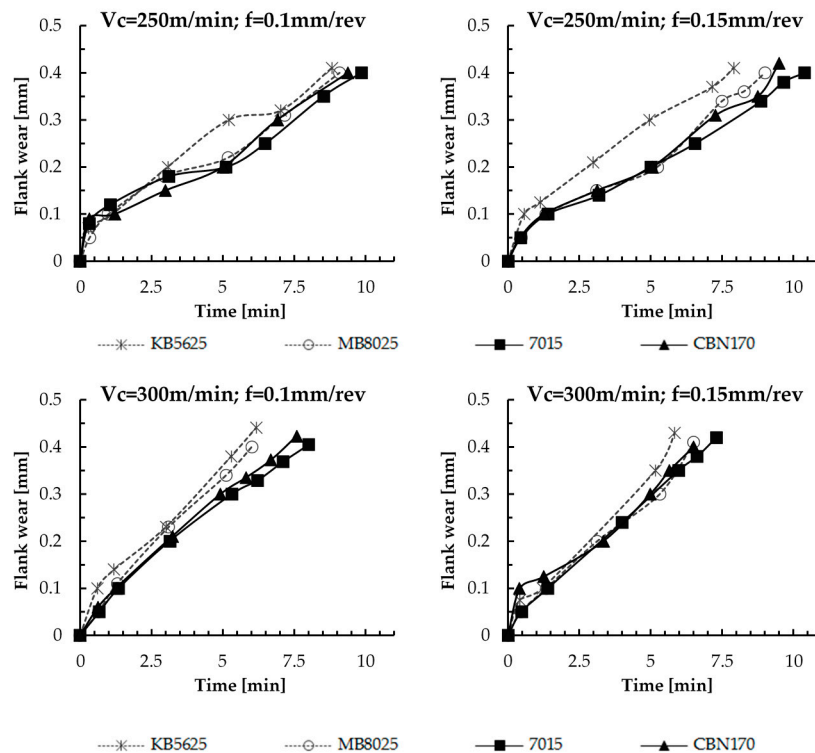 Vc=250m/min; f=0.1mm/rev
Flank wear [mm]
0.5
0.4
0.3
0.2
0.1
0
0 2.5 5 7.5 10
Time [min]
Vc=250m/min; f=0.15mm/rev
Flank wear [mm]
0.5
0.4
0.3
0.2
0.1
0
0 2.5 5 7.5 10
Time [min]
KB5625 MB8025 7015 CBN170
Vc=300m/min; f=0.1mm/rev
Flank wear [mm]
0.5
0.4
0.3
0.2
0.1
0
0 2.5 5 7.5 10
Time [min]
Vc=300m/min; f=0.15mm/rev
Flank wear [mm]
0.5
0.4
0.3
0.2
0.1
0
0 2.5 5 7.5 10
Time [min]
KB5625 MB8025 7015 CBN170